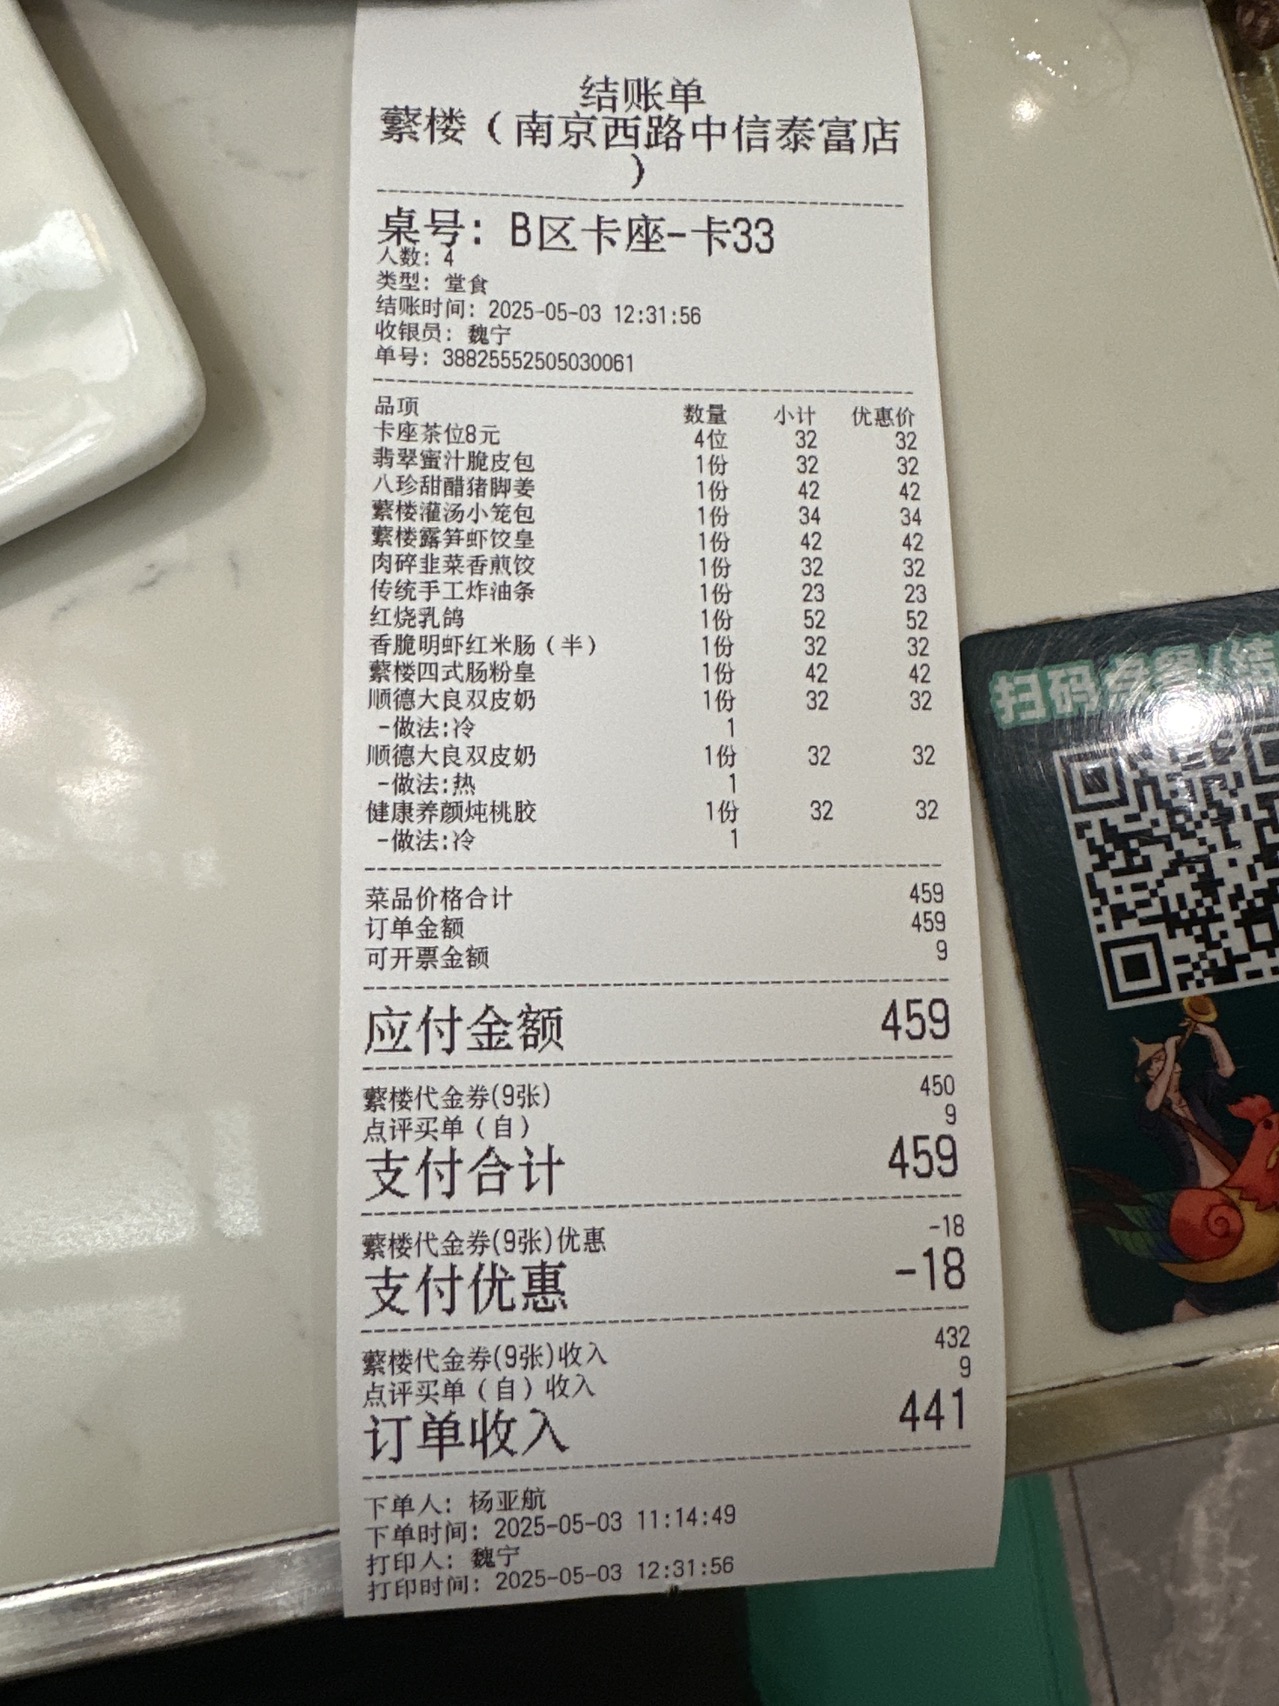 结账单
蘩楼（南京西路中信泰富店
）
桌号：B区卡座-卡33
人数：4
类型：堂食
结账时间：2025-05-03 12:31:56
收银员：魏宁
单号：38825552505030061
品项 数量 小计 优惠价
卡座茶位8元 4位 32 32
翡翠蜜汁脆皮包 1份 32 32
八珍甜醋猪脚姜 1份 42 42
蘩楼灌汤小笼包 1份 34 34
蘩楼露笋虾饺皇 1份 42 42
肉碎韭菜香煎饺 1份 32 32
传统手工炸油条 1份 23 23
红烧乳鸽 1份 52 52
香脆明虾红米肠（半） 1份 32 32
蘩楼四式肠粉皇 1份 42 42
顺德大良双皮奶 1份 32 32
-做法:冷 1
顺德大良双皮奶 1份 32 32
-做法:热 1
健康养颜炖桃胶 1份 32 32
-做法:冷 1
菜品价格合计 459
订单金额 459
可开票金额 9
应付金额 459
蘩楼代金券(9张) 450
点评买单（自） 9
支付合计 459
蘩楼代金券(9张)优惠 -18
支付优惠 -18
蘩楼代金券(9张)收入 432
点评买单（自）收入 9
订单收入 441
下单人：杨亚航
下单时间：2025-05-03 11:14:49
打印人：魏宁
打印时间：2025-05-03 12:31:56
扫码点餐/结